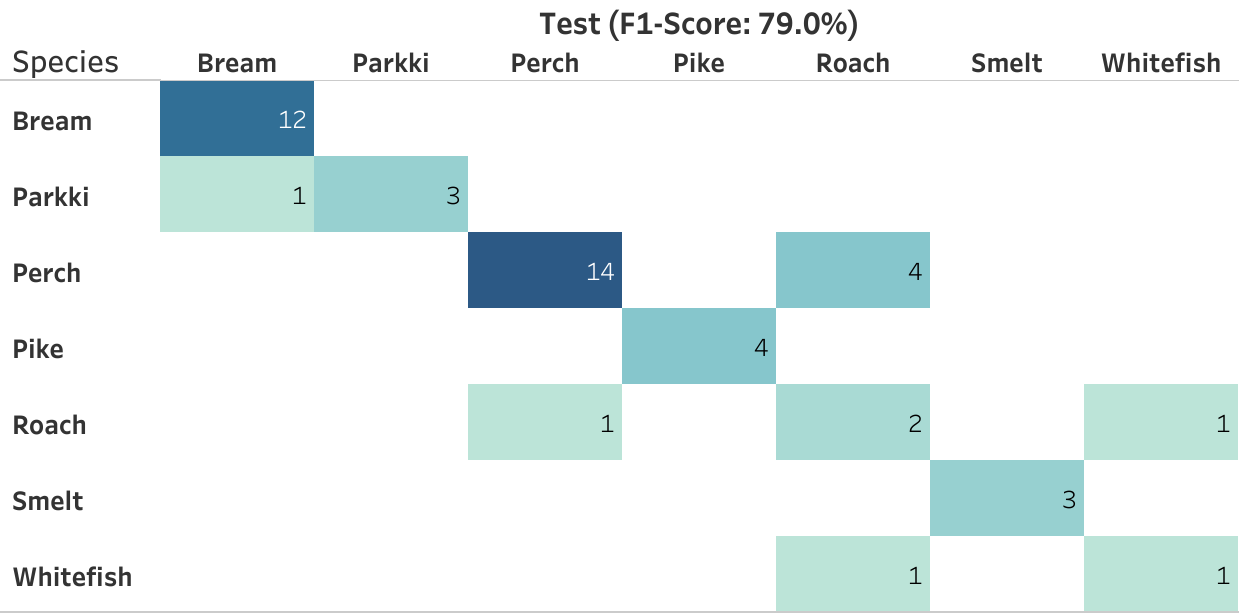 Test (F1-Score: 79.0%)
Species Bream Parkki Perch Pike Roach Smelt Whitefish
Bream 12
Parkki 1 3
Perch 14 4
Pike 4
Roach 1 2 1
Smelt 3
Whitefish 1 1